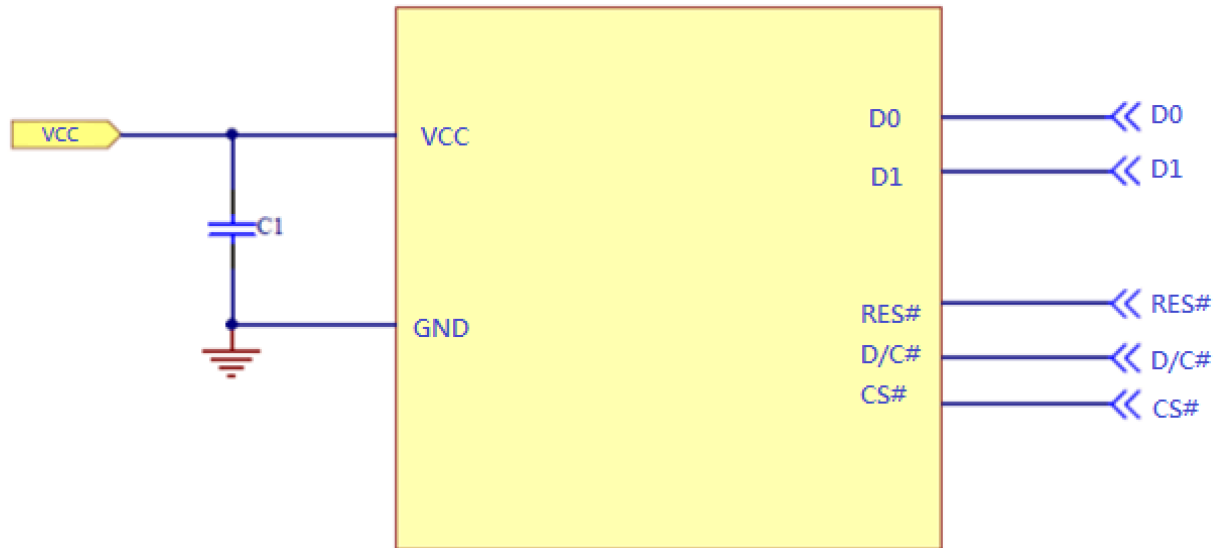 VCC
VCC
C1
GND
D0
D0
D1
D1
RES#
RES#
D/C#
D/C#
CS#
CS#